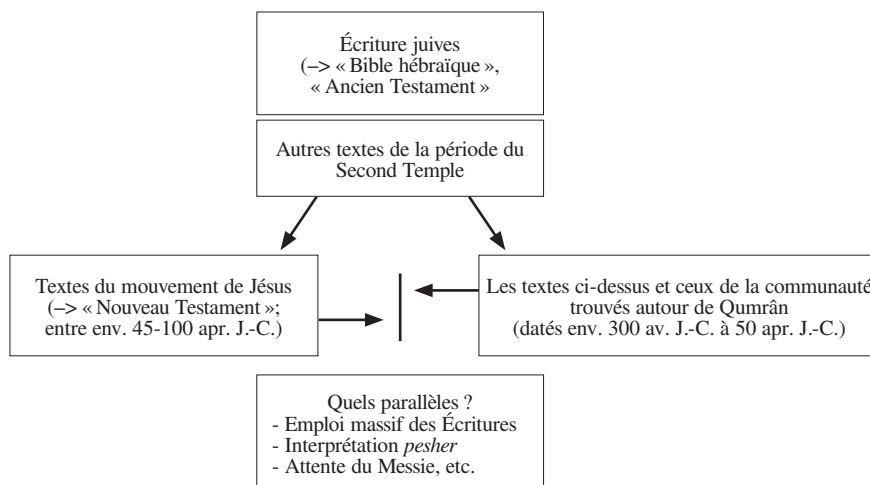 Écriture juives
(–> « Bible hébraïque »,
« Ancien Testament »
Autres textes de la période du
Second Temple
Textes du mouvement de Jésus
(–> « Nouveau Testament »;
entre env. 45-100 apr. J.-C.)
Les textes ci-dessus et ceux de la communauté
trouvés autour de Qumrân
(datés env. 300 av. J.-C. à 50 apr. J.-C.)
Quels parallèles ?
- Emploi massif des Écritures
- Interprétation pesher
- Attente du Messie, etc.